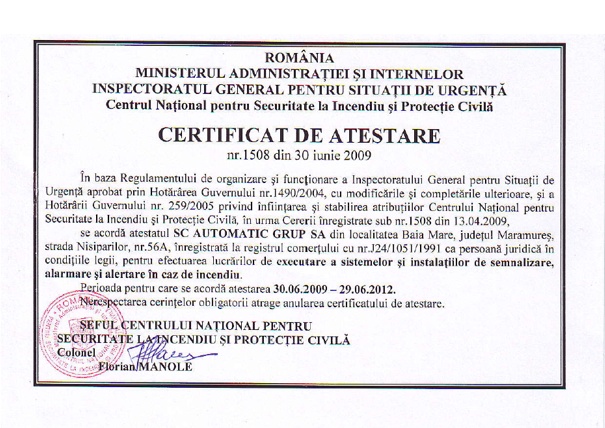 ROMÂNIA
MINISTERUL ADMINISTRAȚIEI ȘI INTERNELOR
INSPECTORATUL GENERAL PENTRU SITUAȚII DE URGENȚĂ
Centrul Național pentru Securitate la Incendiu și Protecție Civilă
CERTIFICAT DE ATESTARE
nr.1508 din 30 iunie 2009
În baza Regulamentului de organizare și funcționare a Inspectoratului General pentru Situații de
Urgență aprobat prin Hotărârea Guvernului nr.1490/2004, cu modificările și completările ulterioare, și a
Hotărârii Guvernului nr. 259/2005 privind înființarea și stabilirea atribuțiilor Centrului Național pentru
Securitate la Incendiu și Protecție Civilă, în urma Cererii înregistrate sub nr.1508 din 13.04.2009,
se acordă atestatul SC AUTOMATIC GRUP SA din localitatea Baia Mare, județul Maramureș,
strada Nisiparilor, nr.56A, înregistrată la registrul comerțului cu nr.J24/1051/1991 ca persoană juridică în
condițiile legii, pentru efectuarea lucrărilor de executare a sistemelor și instalațiilor de semnalizare,
alarmare și alertare în caz de incendiu.
Perioada pentru care se acordă atestarea 30.06.2009 – 29.06.2012.
Nerespectarea cerințelor obligatorii atrage anularea certificatului de atestare.
ȘEFUL CENTRULUI NAȚIONAL PENTRU
SECURITATE LA INCENDIU ȘI PROTECȚIE CIVILĂ
Colonel
Florian MANOLE